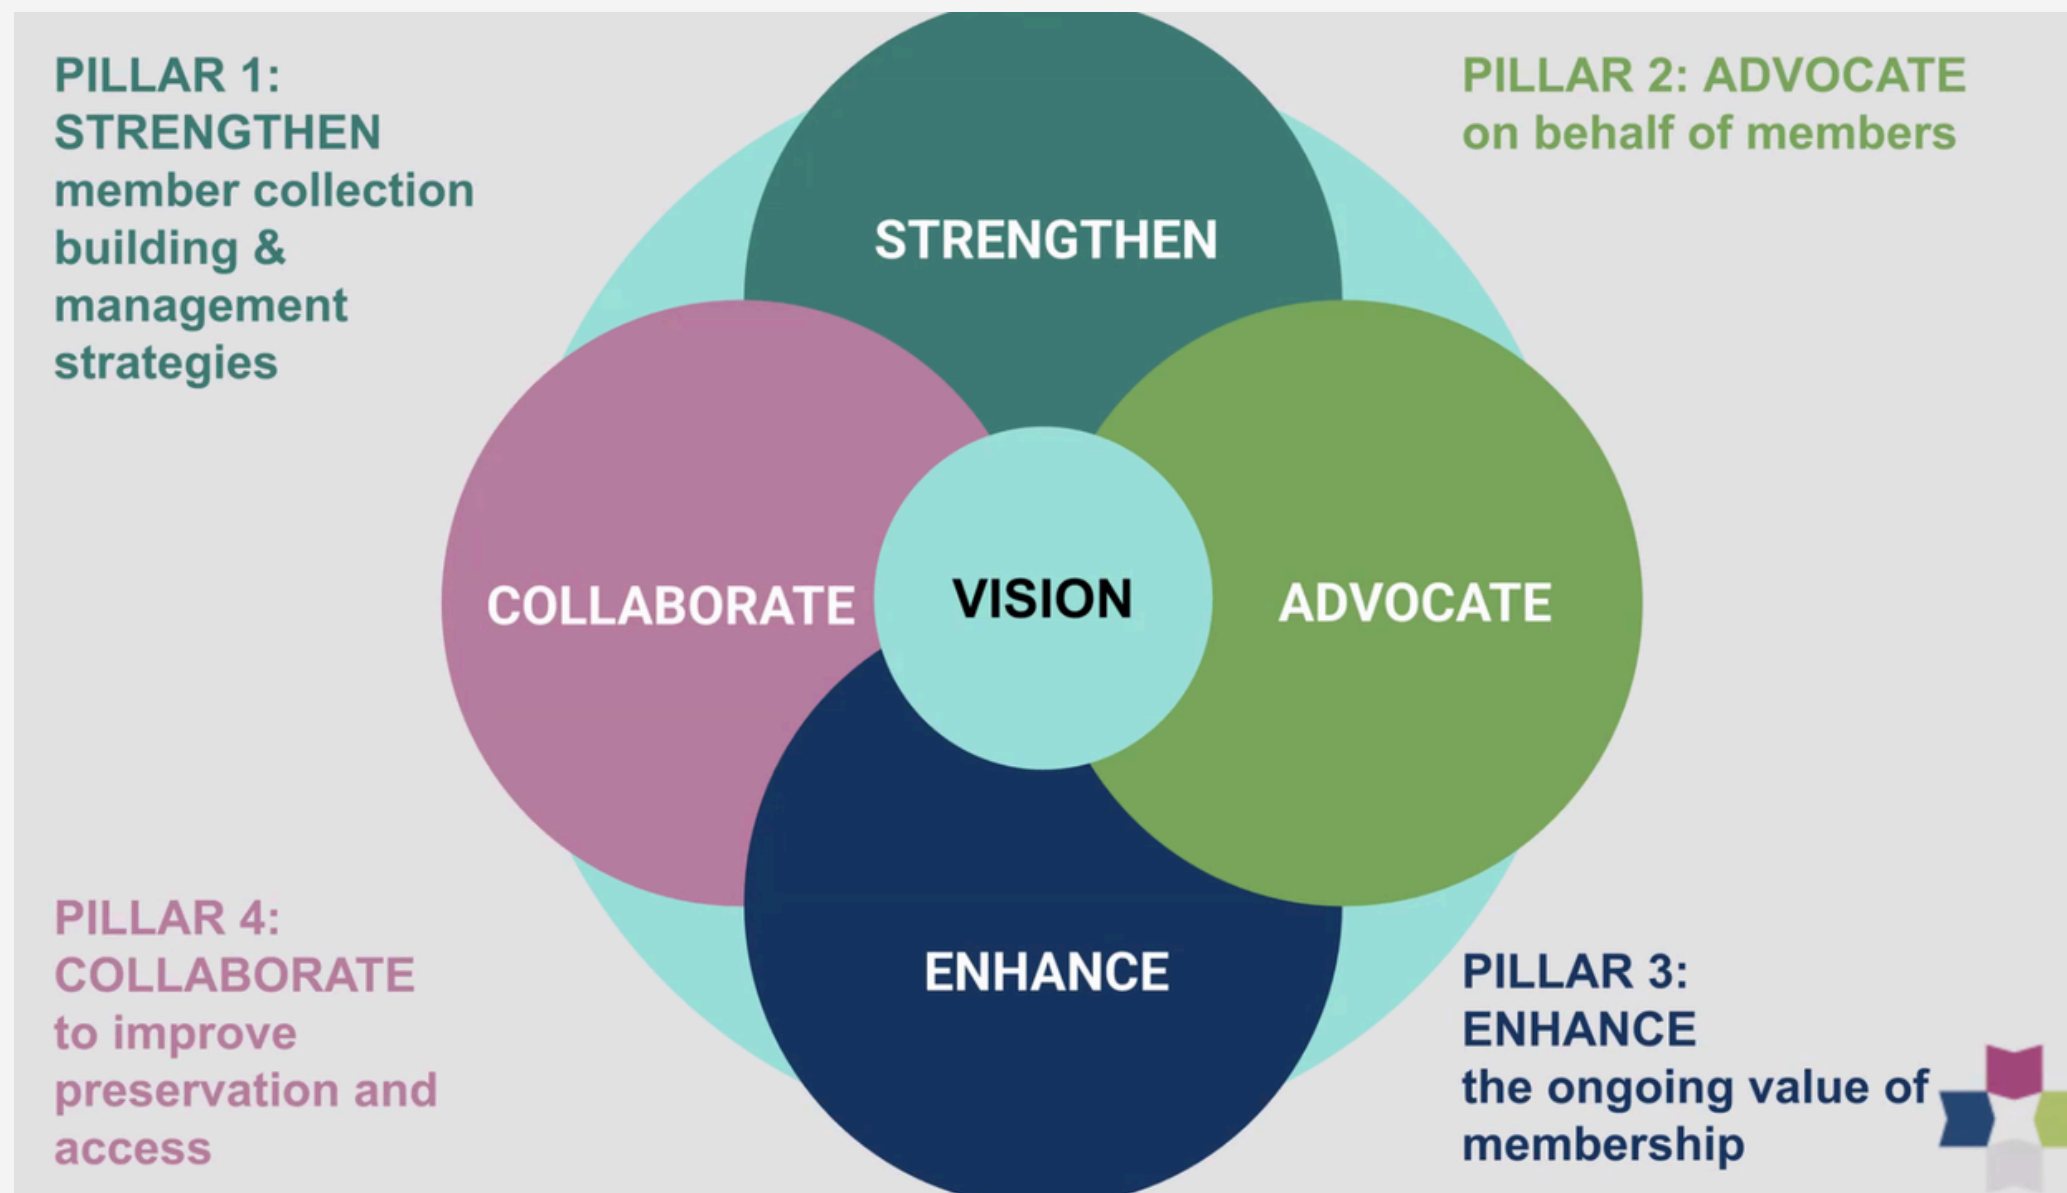 PILLAR 1:
STRENGTHEN
member collection
building &
management
strategies
PILLAR 2: ADVOCATE
on behalf of members
STRENGTHEN
COLLABORATE
VISION
ADVOCATE
ENHANCE
PILLAR 4:
COLLABORATE
to improve
preservation and
access
PILLAR 3:
ENHANCE
the ongoing value of
membership